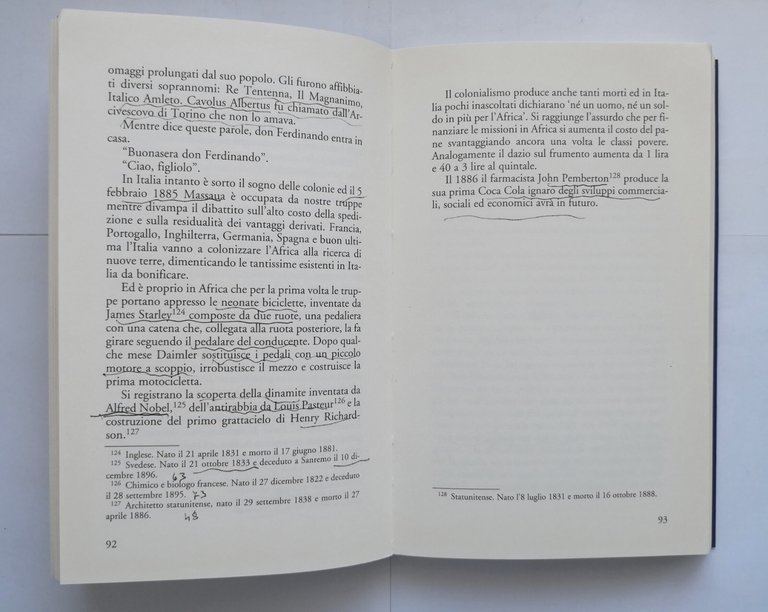 omaggi prolungati dal suo popolo. Gli furono affibbia-
ti diversi soprannomi: Re Tentenna, Il Magnanimo,
Italico Amleto. Cavolus Albertus fu chiamato dall'Ar-
civescovo di Torino che non lo amava.
Mentre dice queste parole, don Ferdinando entra in
casa.
"Buonasera don Ferdinando".
"Ciao, figliolo".
In Italia intanto è sorto il sogno delle colonie ed il 5
febbraio 1885 Massaua è occupata da nostre truppe
mentre divampa il dibattito sull'alto costo della spedi-
zione e sulla residualità dei vantaggi derivati. Francia,
Portogallo, Inghilterra, Germania, Spagna e buon ulti-
ma l'Italia vanno a colonizzare l'Africa alla ricerca di
nuove terre, dimenticando le tantissime esistenti in Ita-
lia da bonificare.
Ed è proprio in Africa che per la prima volta le trup-
pe portano appresso le neonate biciclette, inventate da
James Starley124 composte da due ruote, una pedaliera
con una catena che, collegata alla ruota posteriore, la fa
girare seguendo il pedalare del conducente. Dopo qual-
che mese Daimler sostituisce i pedali con un piccolo
motore a scoppio, irrobustisce il mezzo e costruisce la
prima motocicletta.
Si registrano la scoperta della dinamite inventata da
Alfred Nobel,125 dell'antirabbia da Louis Pasteur126 e la
costruzione del primo grattacielo di Henry Richard-
son.127
124 Inglese. Nato il 21 aprile 1831 e morto il 17 giugno 1881.
125 Svedese. Nato il 21 ottobre 1833 e deceduto a Sanremo il 10 di-
cembre 1896. 63
126 Chimico e biologo francese. Nato il 27 dicembre 1822 e deceduto
il 28 settembre 1895. 73
127 Architetto statunitense, nato il 29 settembre 1838 e morto il 27
aprile 1886. 48
92
Il colonialismo produce anche tanti morti ed in Ita-
lia pochi inascoltati dichiarano 'né un uomo, né un sol-
do in più per l'Africa'. Si raggiunge l'assurdo che per fi-
nanziare le missioni in Africa si aumenta il costo del pa-
ne svantaggiando ancora una volta le classi povere.
Analogamente il dazio sul frumento aumenta da 1 lira
e 40 a 3 lire al quintale.
Il 1886 il farmacista John Pemberton128 produce la
sua prima Coca Cola ignaro degli sviluppi commercia-
li, sociali ed economici avrà in futuro.
128 Statunitense. Nato l'8 luglio 1831 e morto il 16 ottobre 1888.
93